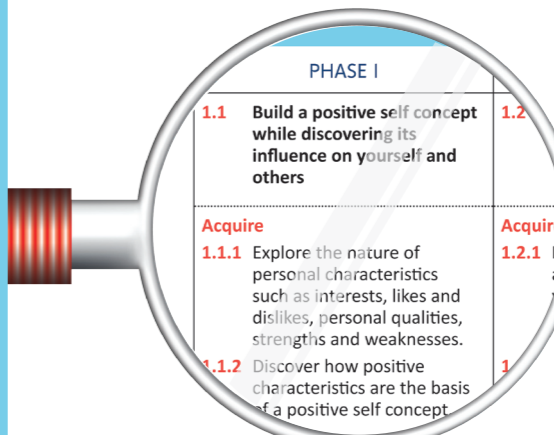 PHASE I
1.1 Build a positive self concept 1.2
while discovering its
influence on yourself and
others
Acquire Acquir
1.1.1 Explore the nature of 1.2.1
personal characteristics
such as interests, likes and
dislikes, personal qualities,
strengths and weaknesses.
1.1.2 Discover how positive 1
characteristics are the basis
of a positive self concept